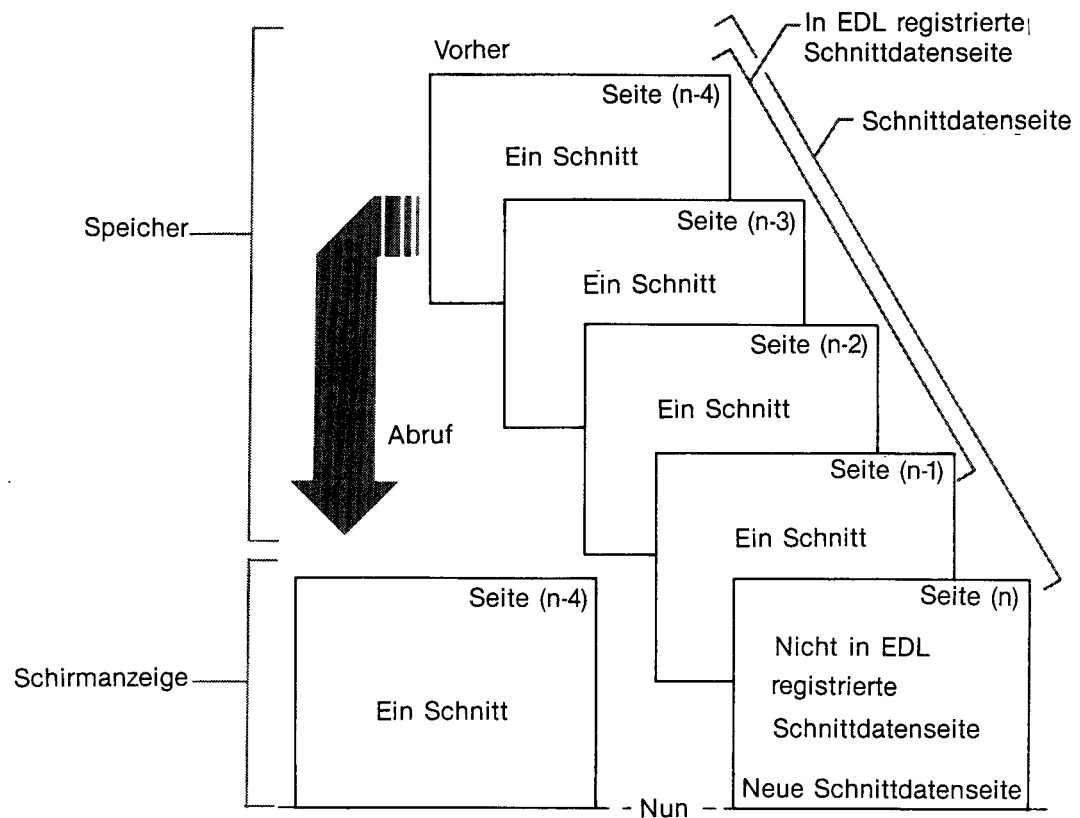 In EDL registrierte
Schnittdatenseite
Vorher
Seite (n-4)
Schnittdatenseite
Ein Schnitt
Seite (n-3)
Speicher
Ein Schnitt
Seite (n-2)
Ein Schnitt
Abruf
Seite (n-1)
Ein Schnitt
Seite (n-4)
Seite (n)
Nicht in EDL
registrierte
Schirmanzeige
Ein Schnitt
Schnittdatenseite
Neue Schnittdatenseite
Nun